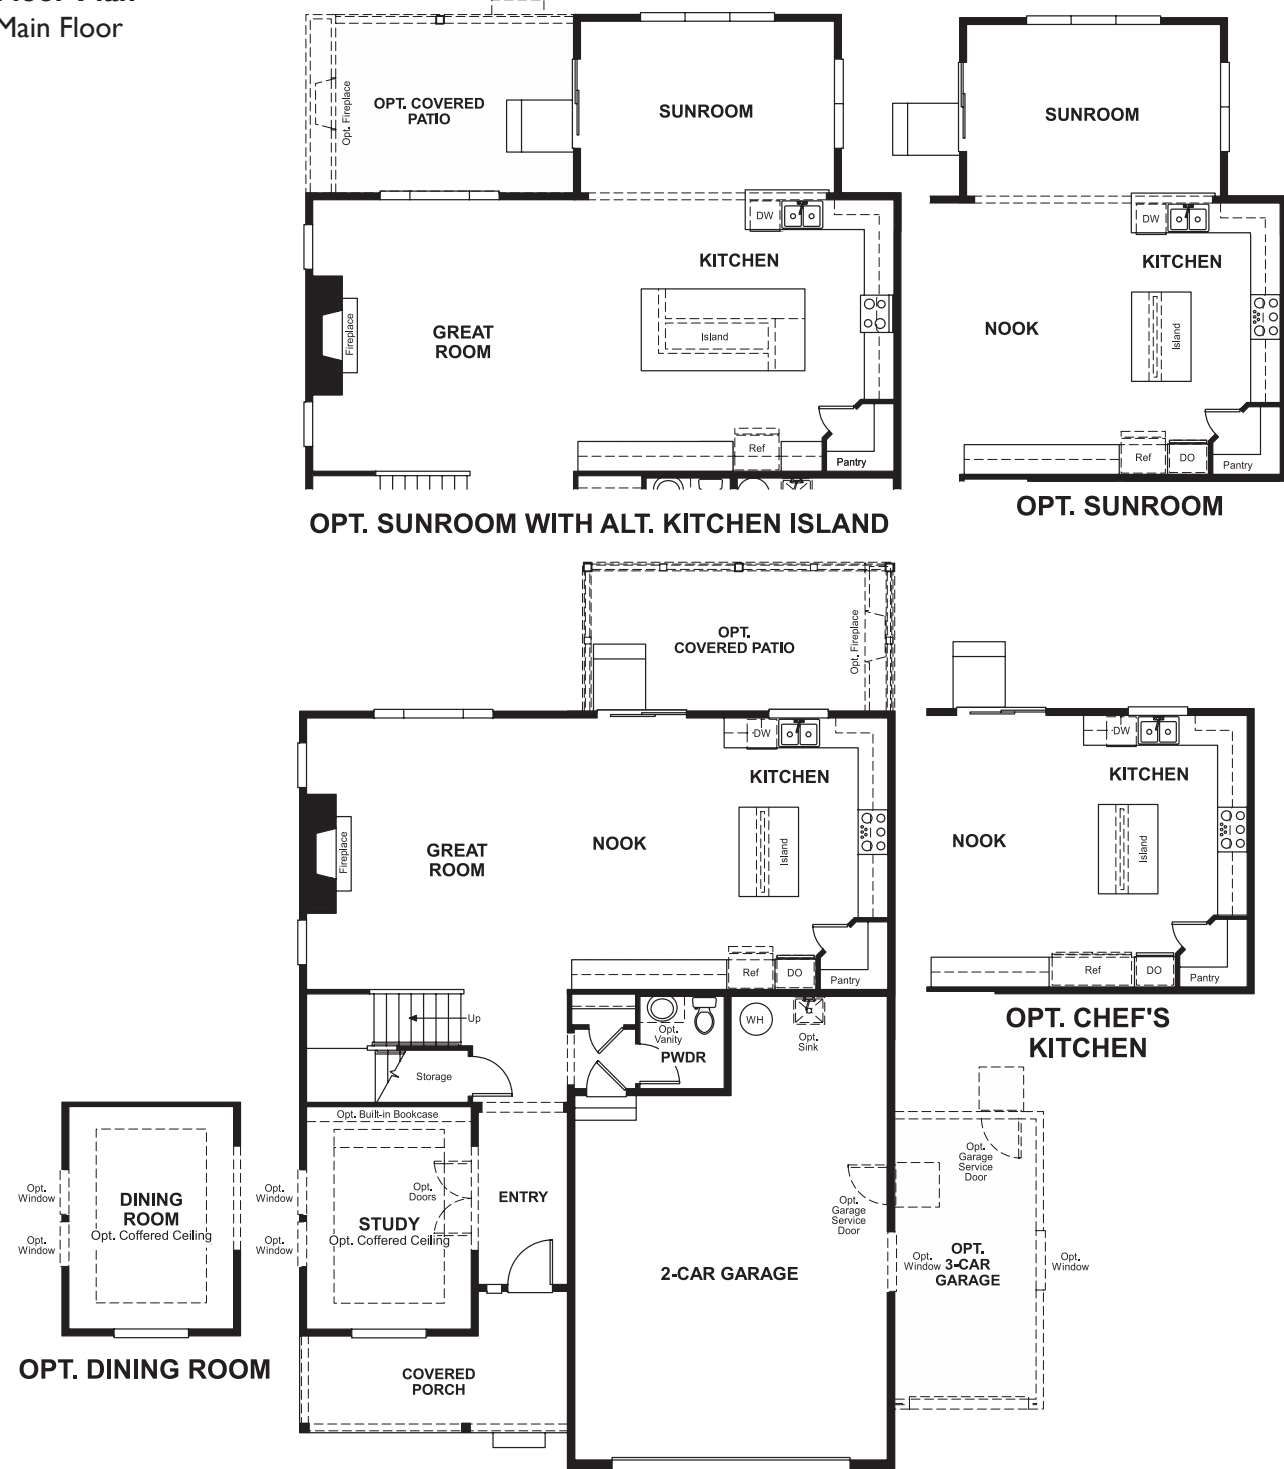 Main Floor
OPT. COVERED
PATIO
Opt. Fireplace
SUNROOM
DW
KITCHEN
GREAT
ROOM
Fireplace
Island
Ref
Pantry
OPT. SUNROOM WITH ALT. KITCHEN ISLAND
SUNROOM
DW
KITCHEN
NOOK
Island
Ref
DO
Pantry
OPT. SUNROOM
OPT.
COVERED PATIO
Opt. Fireplace
DW
KITCHEN
GREAT
ROOM
NOOK
Fireplace
Island
Ref
DO
Pantry
Up
Storage
Opt.
Vanity
PWDR
WH
Opt.
Sink
Opt. Built-in Bookcase
Opt.
Window
Opt.
Window
Opt.
Doors
STUDY
Opt. Coffered Ceiling
ENTRY
2-CAR GARAGE
Opt.
Garage
Service
Door
Opt.
Garage
Service
Door
Opt.
Window
OPT.
3-CAR
GARAGE
Opt.
Window
COVERED
PORCH
DW
KITCHEN
NOOK
Island
Ref
DO
Pantry
OPT. CHEF'S
KITCHEN
Opt.
Window
Opt.
Window
DINING
ROOM
Opt. Coffered Ceiling
OPT. DINING ROOM